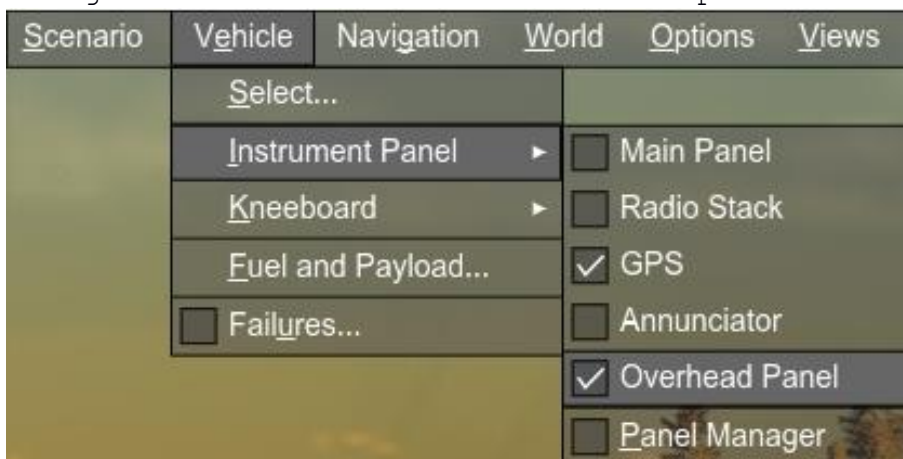 Scenario Vehicle Navigation World Options Views
Select...
Instrument Panel
Main Panel
Kneeboard
Radio Stack
Fuel and Payload...
GPS
Failures...
Annunciator
Overhead Panel
Panel Manager